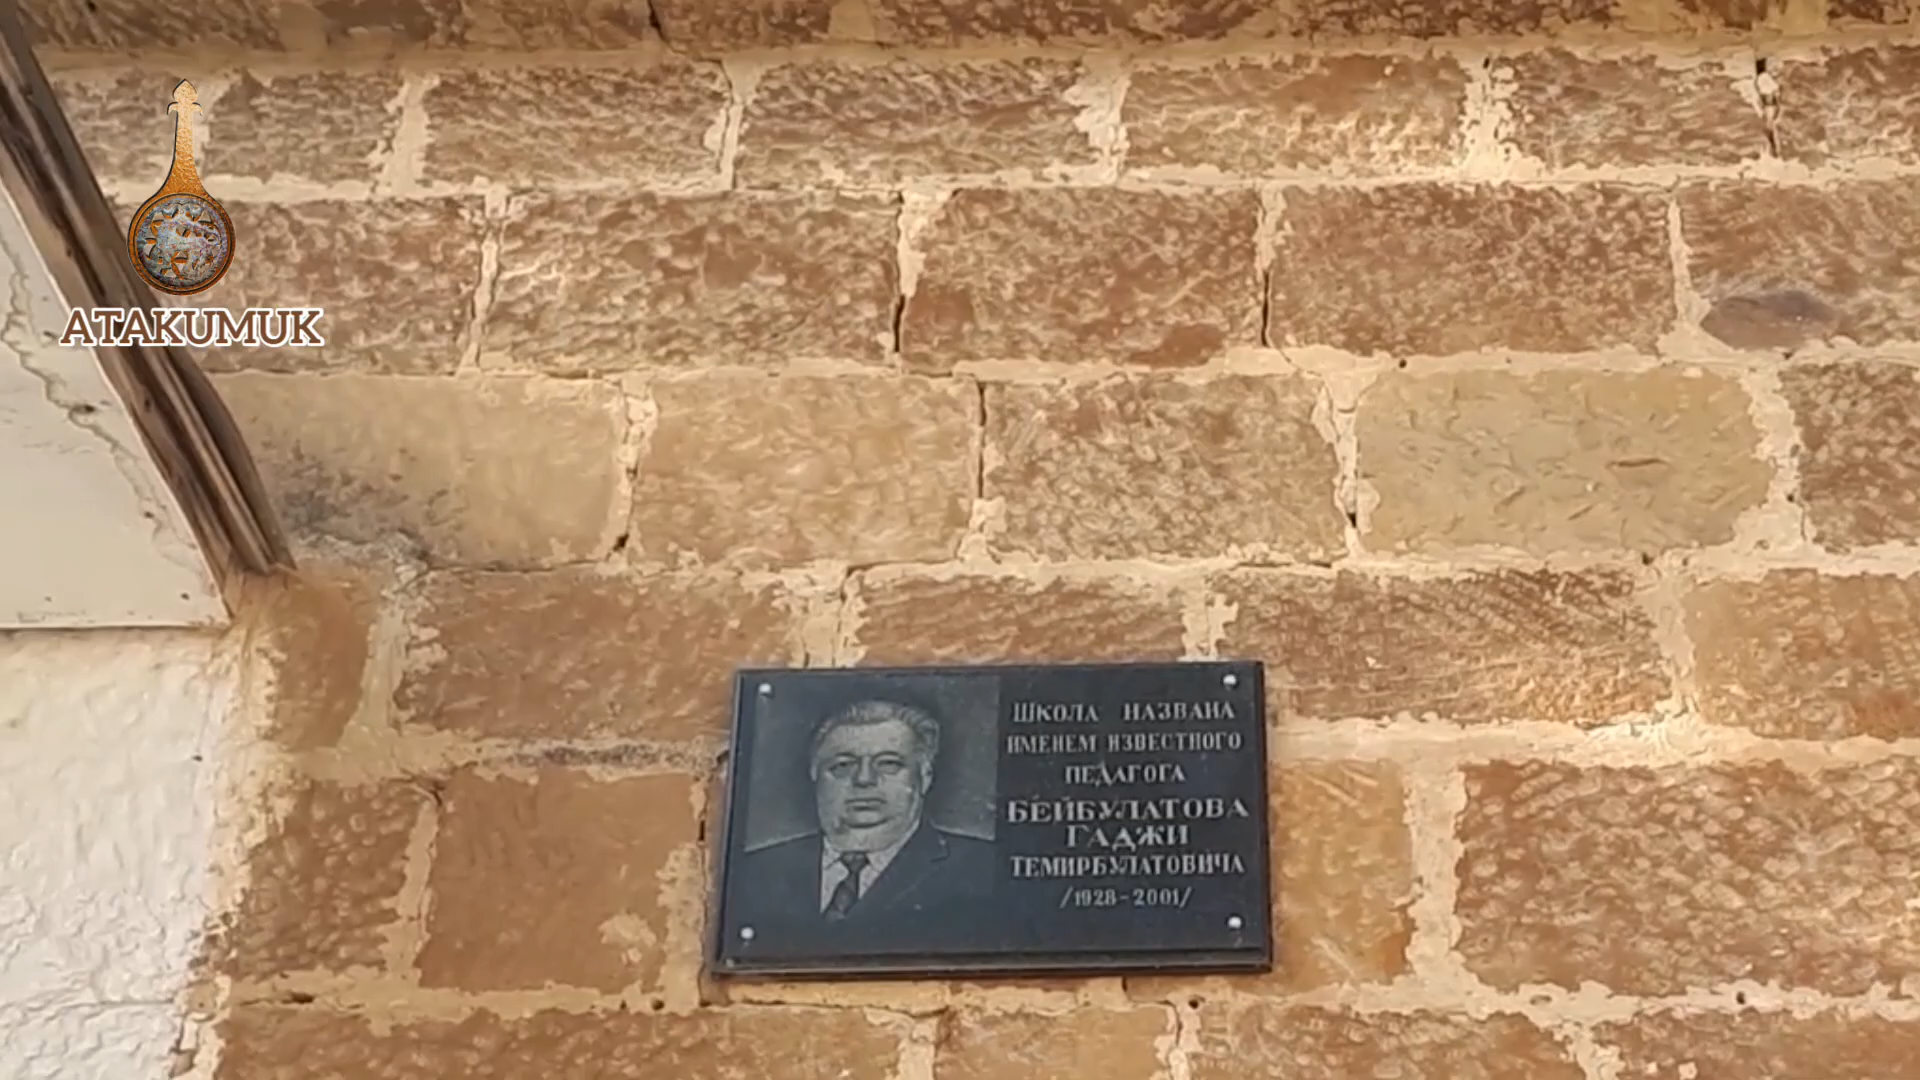 ATAKUMUK
ШКОЛА НАЗВАНА
ИМЕНЕМ ИЗВЕСТНОГО
ПЕДАГОГА
БЕЙБУЛАТОВА
ГАДЖИ
ТЕМИРБУЛАТОВИЧА
/1928-2001/